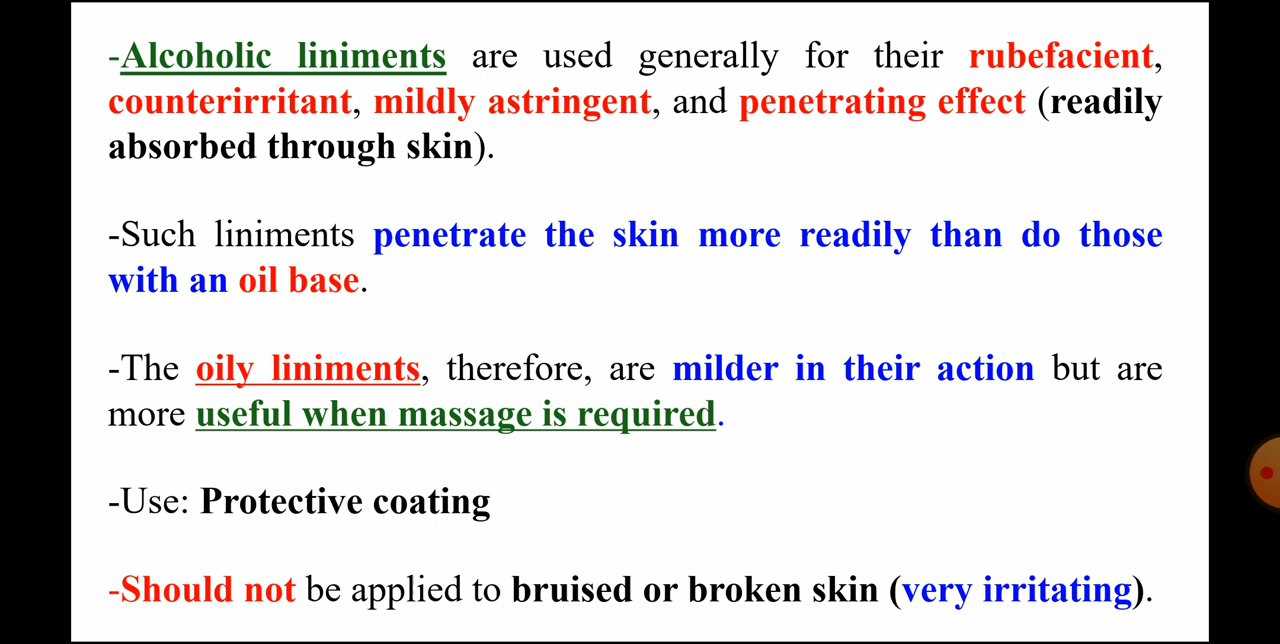 -Alcoholic liniments are used generally for their rubefacient,
counterirritant, mildly astringent, and penetrating effect (readily
absorbed through skin).
-Such liniments penetrate the skin more readily than do those
with an oil base.
-The oily liniments, therefore, are milder in their action but are
more useful when massage is required.
-Use: Protective coating
-Should not be applied to bruised or broken skin (very irritating).